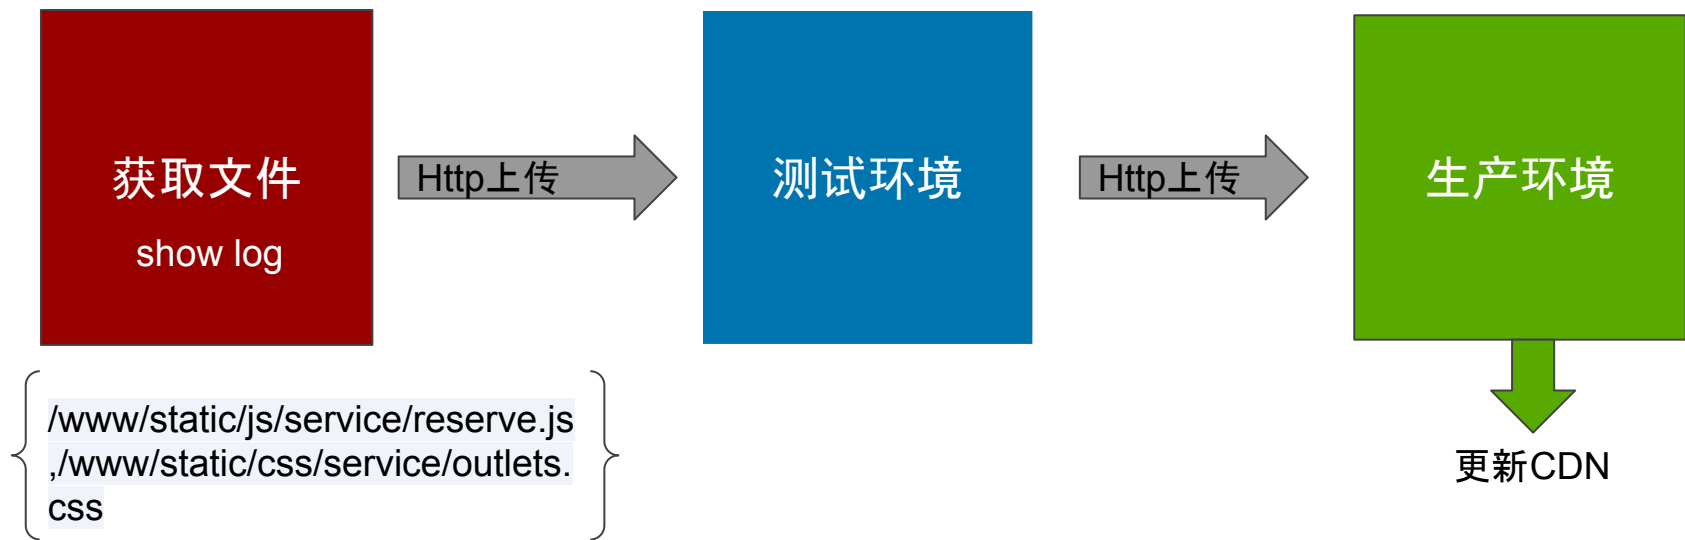 获取文件
show log
Http上传
测试环境
Http上传
生产环境
/www/static/js/service/reserve.js
,/www/static/css/service/outlets.
css
更新CDN